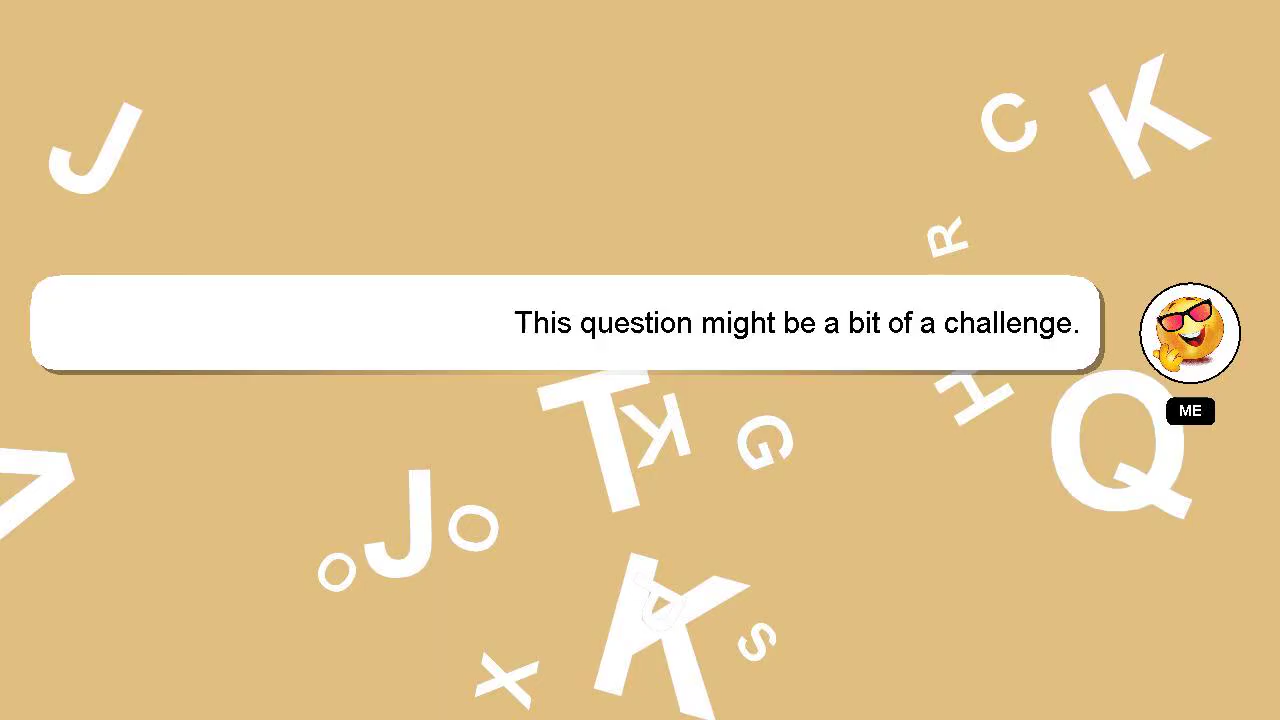 J
C
K
R
This question might be a bit of a challenge.
ME
H
T
K
G
Q
J
O
O
K
S
X